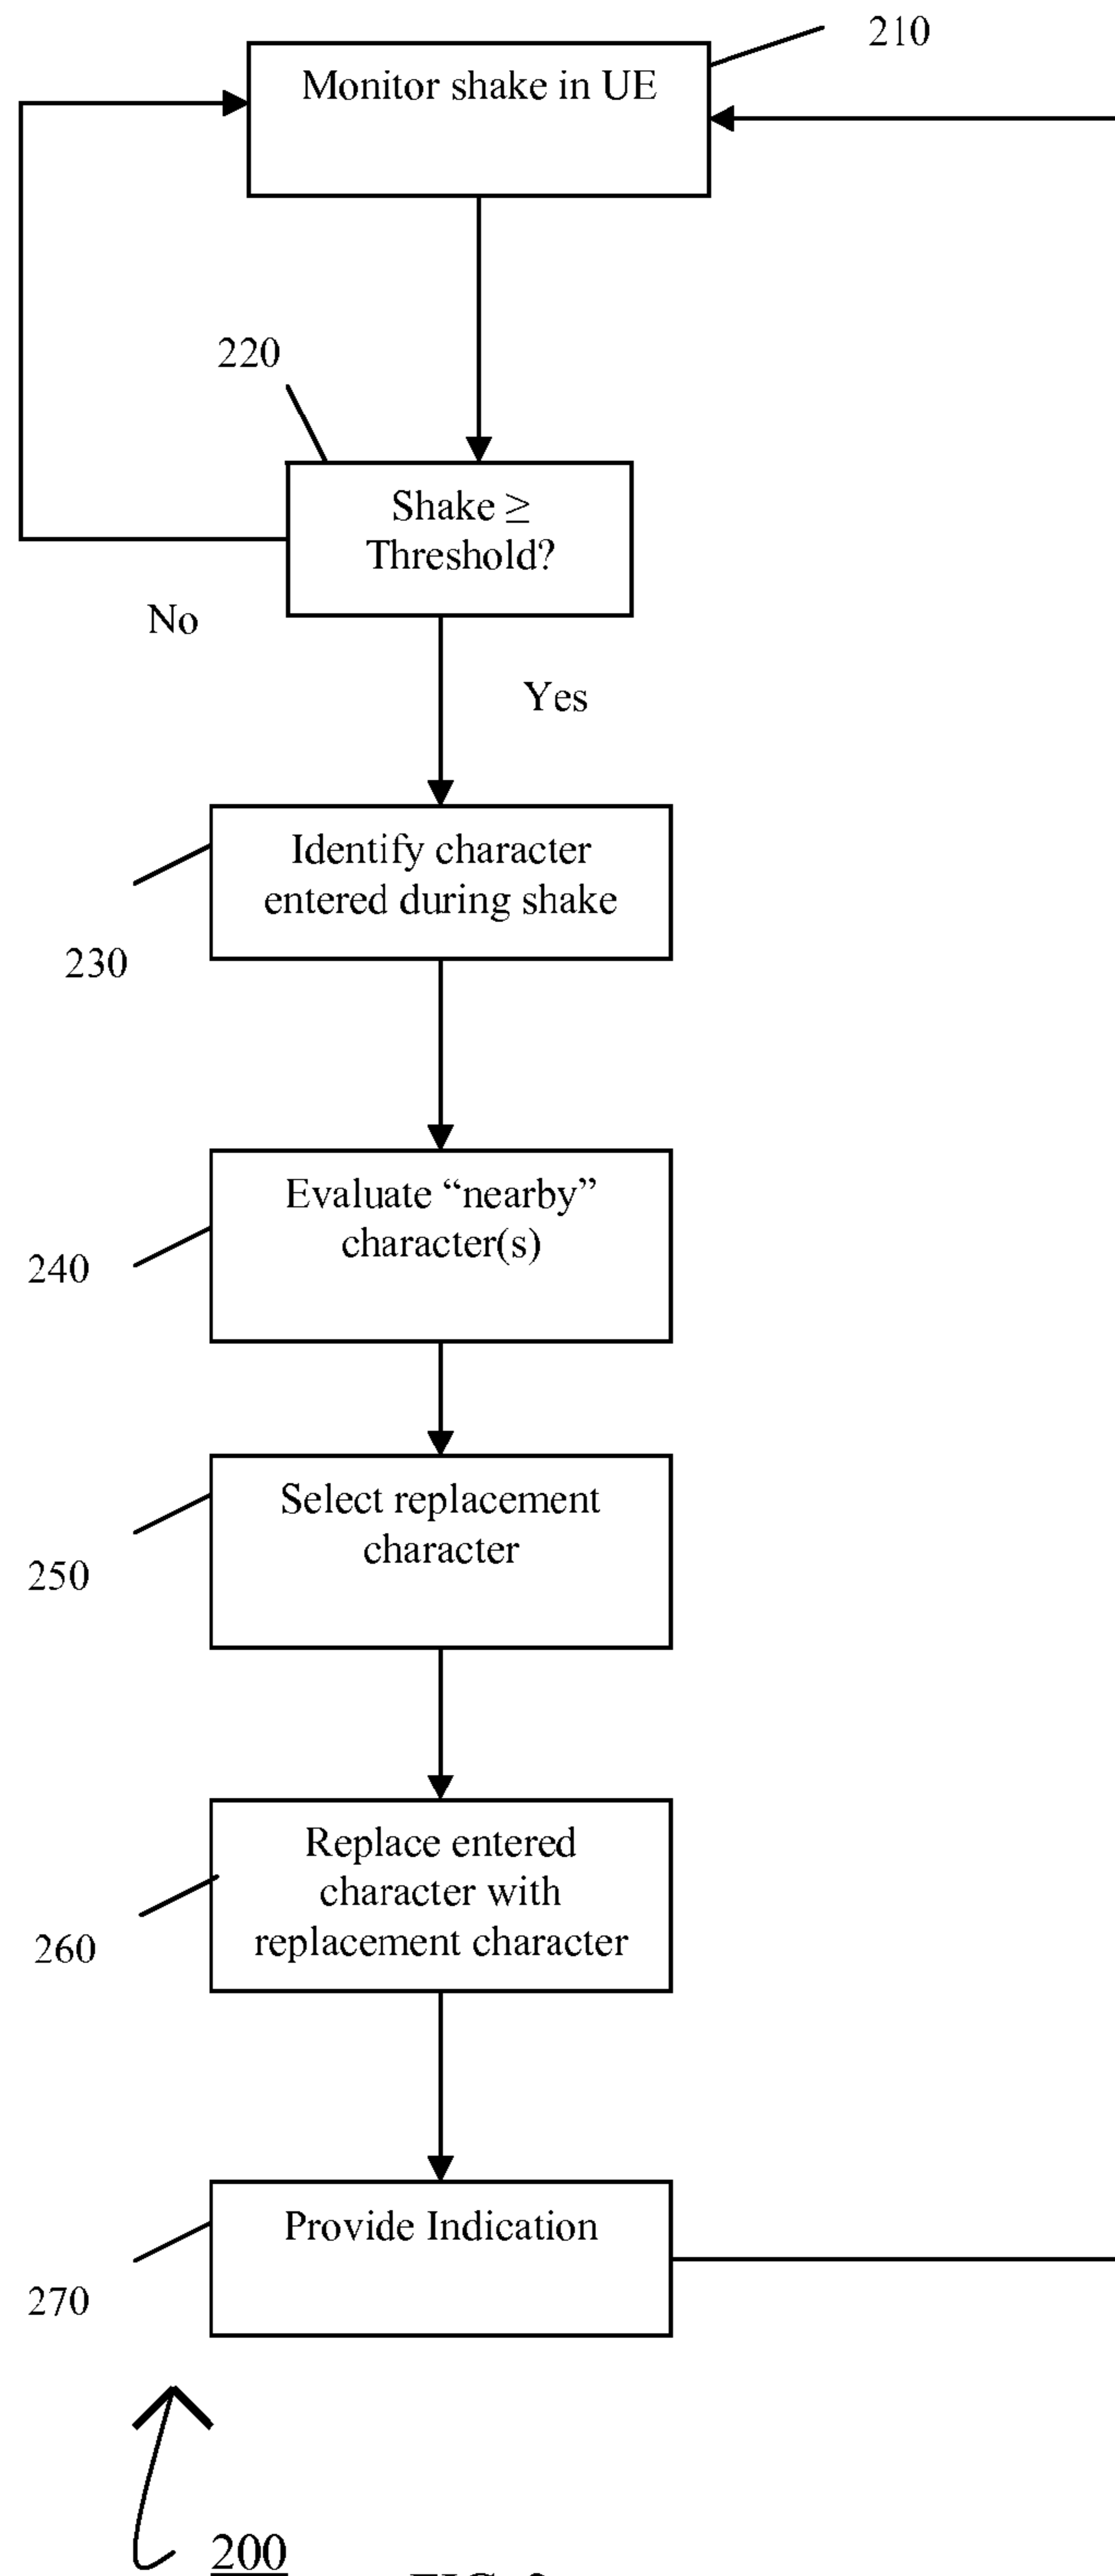 210
Monitor shake in UE
220
Shake ≥
Threshold?
No
Yes
Identify character
entered during shake
230
Evaluate “nearby”
character(s)
240
Select replacement
character
250
Replace entered
character with
replacement character
260
Provide Indication
270
200